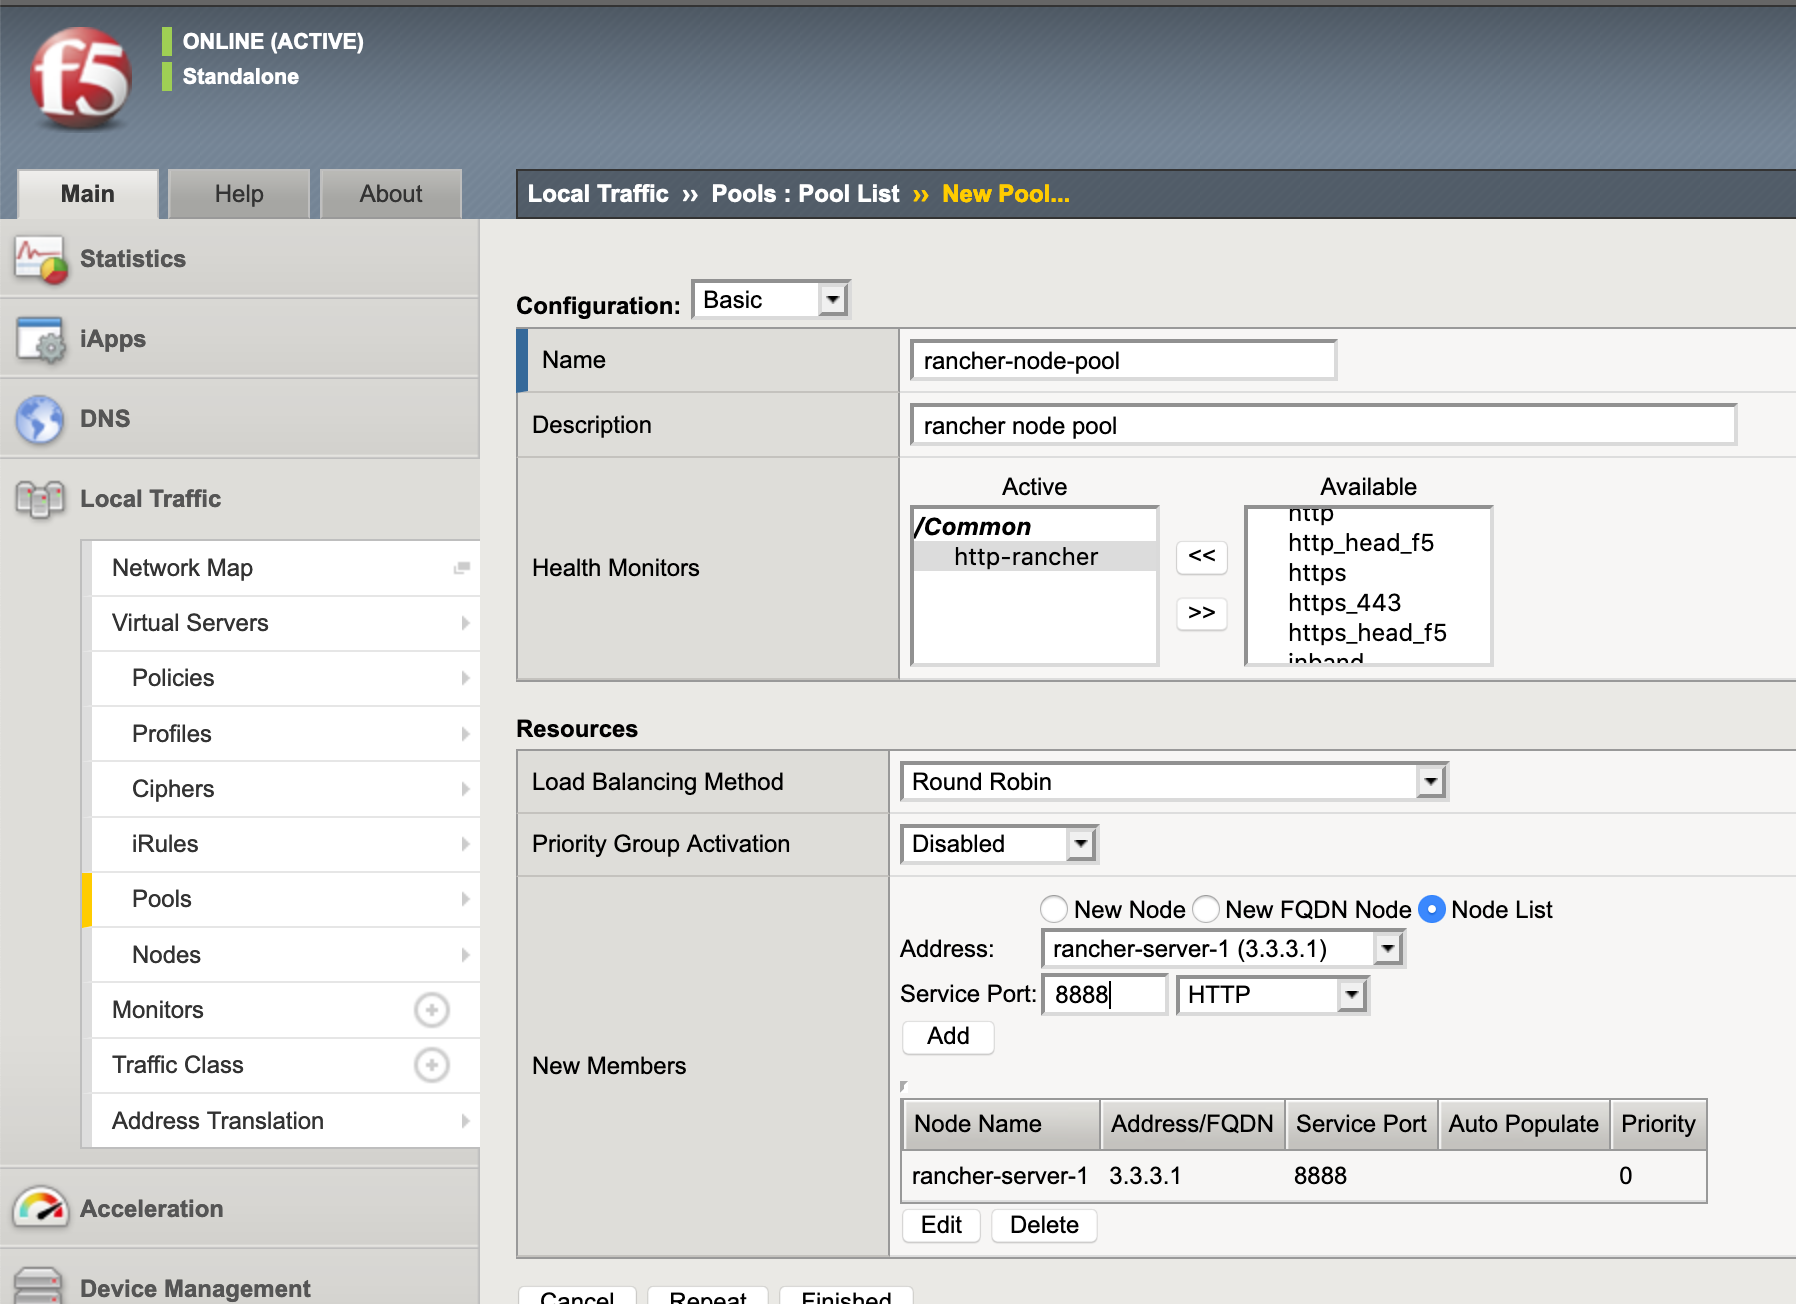 f5
ONLINE (ACTIVE)
Standalone
Main
Help
About
Local Traffic ›› Pools : Pool List ›› New Pool...
Statistics
iApps
DNS
Local Traffic
Network Map
Virtual Servers
Policies
Profiles
Ciphers
iRules
Pools
Nodes
Monitors
Traffic Class
Address Translation
Acceleration
Device Management
Configuration: Basic
Name rancher-node-pool
Description rancher node pool
Health Monitors
Active
/Common
http-rancher
<<
>>
Available
http
http_head_f5
https
https_443
https_head_f5
inband
Resources
Load Balancing Method Round Robin
Priority Group Activation Disabled
New Members
New Node New FQDN Node Node List
Address: rancher-server-1 (3.3.3.1)
Service Port: 8888 HTTP
Add
Node Name Address/FQDN Service Port Auto Populate Priority
rancher-server-1 3.3.3.1 8888 0
Edit Delete
Cancel Repeat Finished